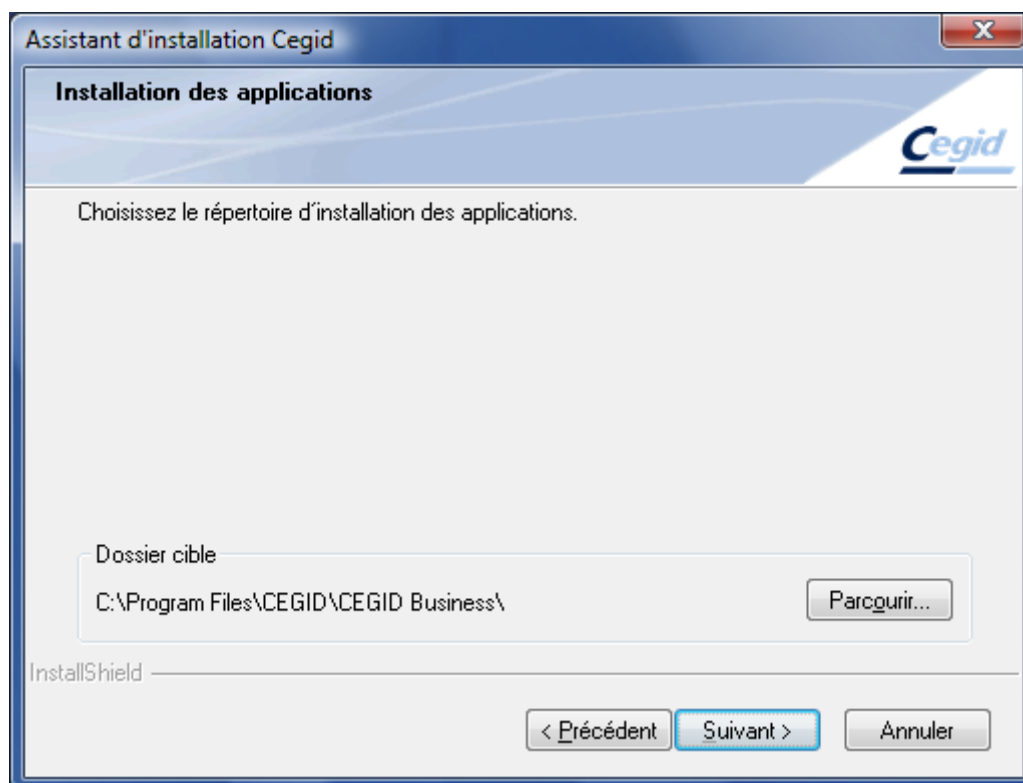 Assistant d'installation Cegid
Installation des applications
Cegid
Choisissez le répertoire d'installation des applications.
Dossier cible
C:\Program Files\CEGID\CEGID Business\
Parcourir...
InstallShield
< Précédent
Suivant >
Annuler